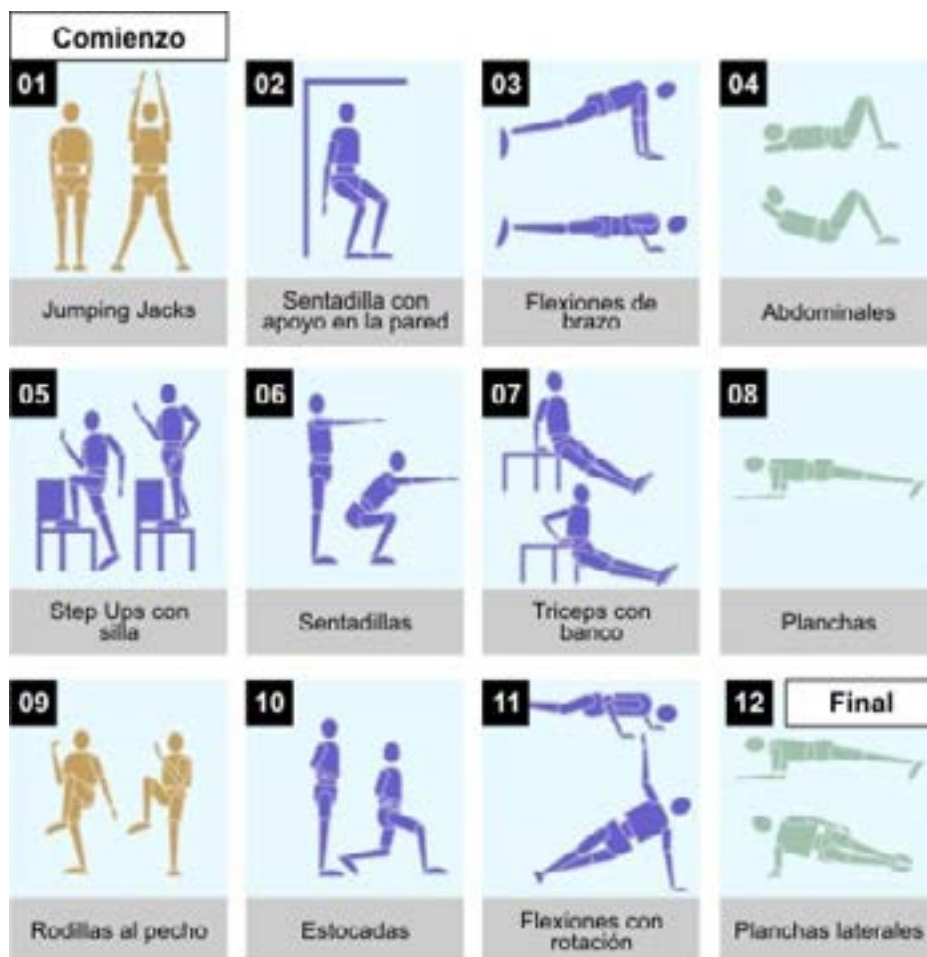 Comienzo
01
02
03
04
Jumping Jacks
Sentadilla con
apoyo en la pared
Flexiones de
brazo
Abdominales
05
06
07
08
Step Ups con
silla
Sentadillas
Triceps con
banco
Planchas
09
10
11
12
Final
Rodillas al pecho
Estocadas
Flexiones con
rotación
Planchas laterales